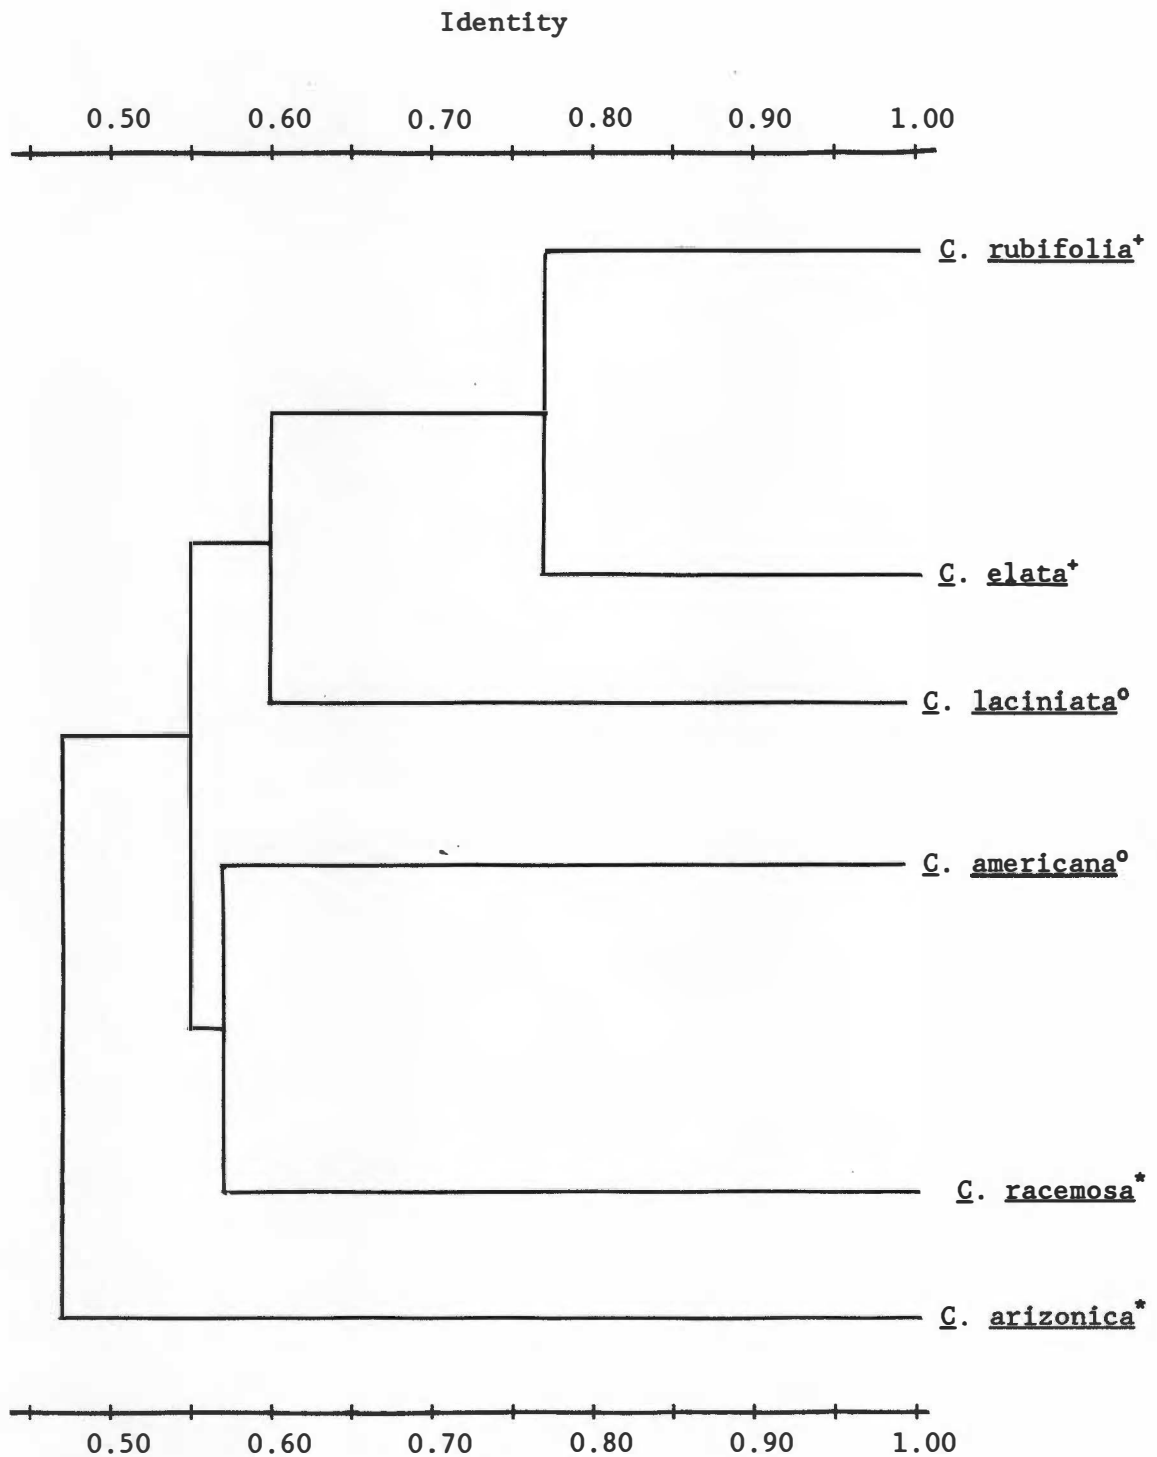 Identity
0.50 0.60 0.70 0.80 0.90 1.00
C. rubifolia+
C. elata+
C. laciniata°
C. americana°
C. racemosa*
C. arizonica*
0.50 0.60 0.70 0.80 0.90 1.00